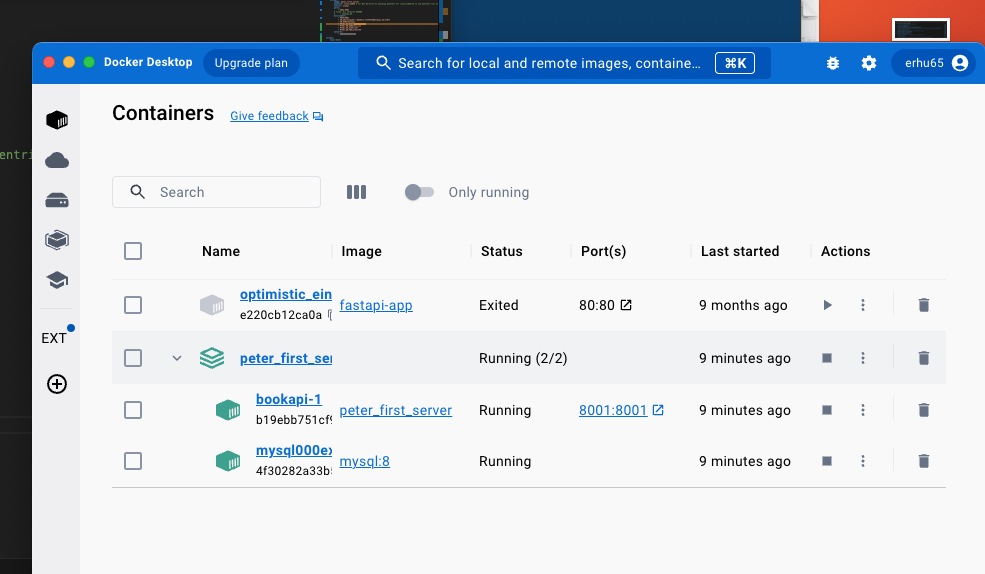 Docker Desktop Upgrade plan Search for local and remote images, containe... ⌘K erhu65
Containers Give feedback
entri
Search Only running
Name Image Status Port(s) Last started Actions
optimistic_ein fastapi-app Exited 80:80 9 months ago
e220cb12ca0a
peter_first_ser Running (2/2) 9 minutes ago
EXT
bookapi-1 peter_first_server Running 8001:8001 9 minutes ago
b19ebb751cf9
mysql000ex mysql:8 Running 9 minutes ago
4f30282a33b